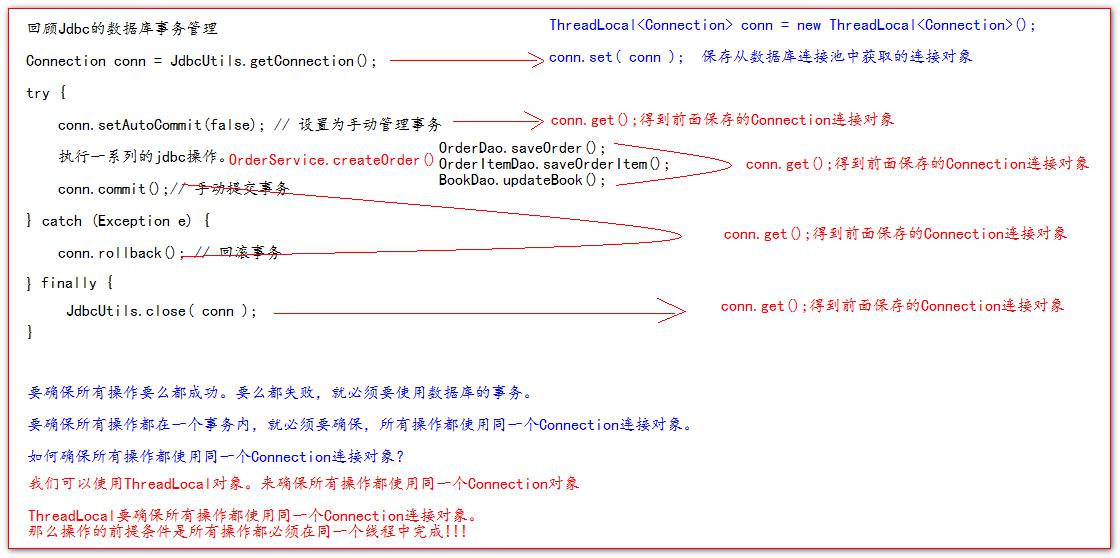 回顾Jdbc的数据库事务管理
ThreadLocal<Connection> conn = new ThreadLocal<Connection>();
Connection conn = JdbcUtils.getConnection();
conn.set( conn ); 保存从数据库连接池中获取的连接对象
try {
conn.setAutoCommit(false); // 设置为手动管理事务
conn.get();得到前面保存的Connection连接对象
执行一系列的jdbc操作。OrderService.createOrder()
OrderDao.saveOrder();
OrderItemDao.saveOrderItem();
BookDao.updateBook();
conn.get();得到前面保存的Connection连接对象
conn.commit();// 手动提交事务
} catch (Exception e) {
conn.rollback(); // 回滚事务
conn.get();得到前面保存的Connection连接对象
} finally {
JdbcUtils.close( conn );
conn.get();得到前面保存的Connection连接对象
}
要确保所有操作要么都成功。要么都失败，就必须要使用数据库的事务。
要确保所有操作都在一个事务内，就必须要确保，所有操作都使用同一个Connection连接对象。
如何确保所有操作都使用同一个Connection连接对象？
我们可以使用ThreadLocal对象。来确保所有操作都使用同一个Connection对象
ThreadLocal要确保所有操作都使用同一个Connection连接对象。
那么操作的前提条件是所有操作都必须在同一个线程中完成!!!